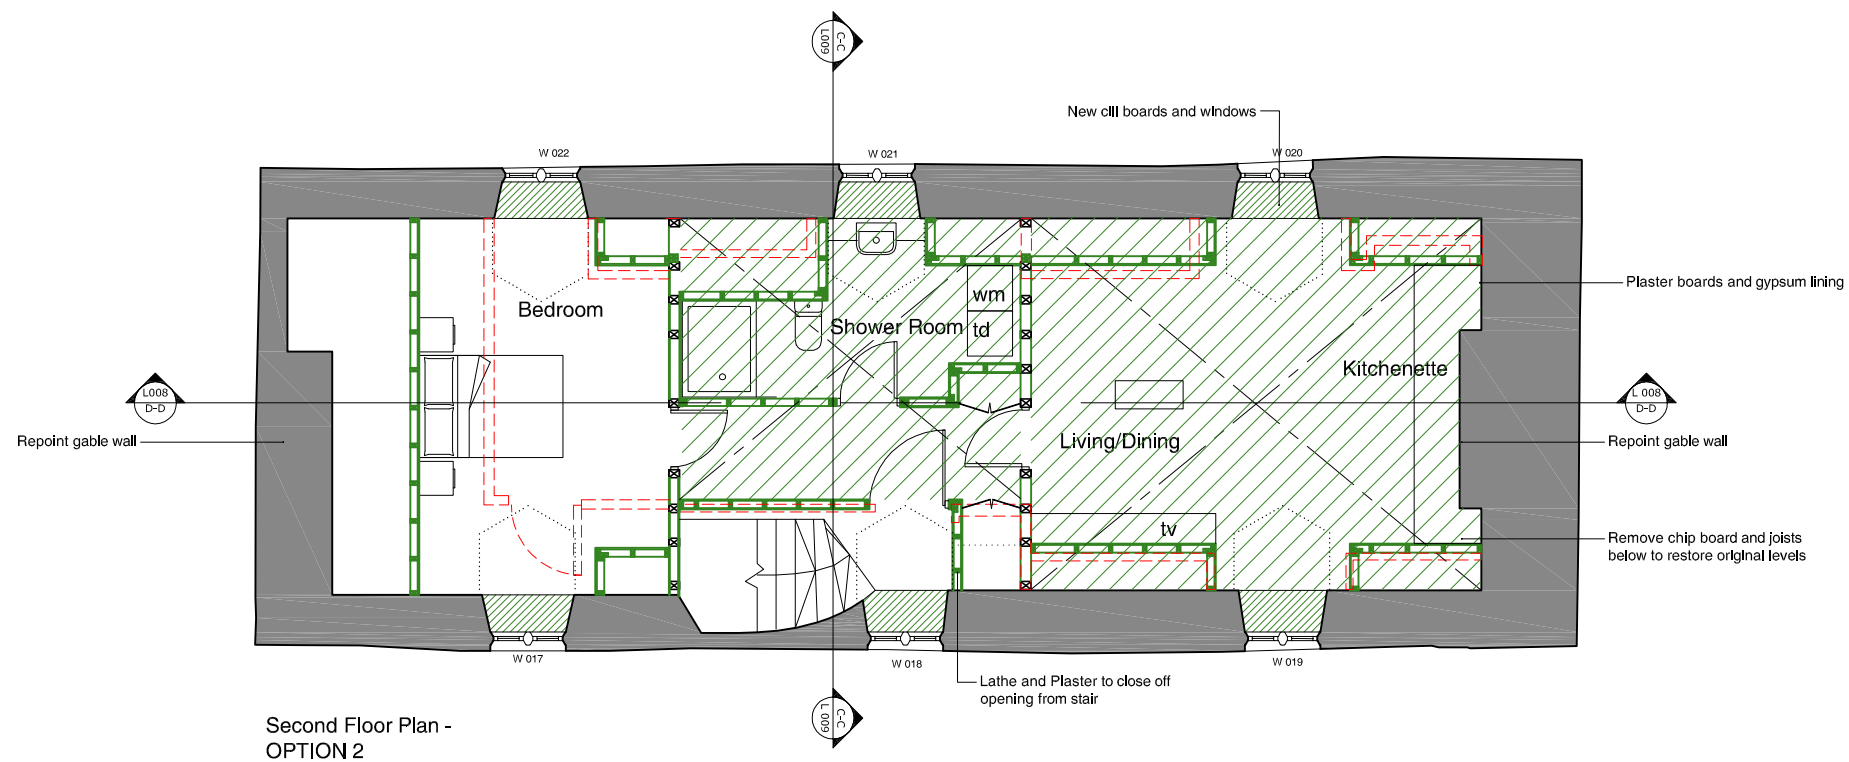 C-C
L009
New cill boards and windows
W 022
W 021
W 020
Bedroom
wm
Shower Room
td
Plaster boards and gypsum lining
Kitchenette
L008
D-D
L 008
D-D
Repoint gable wall
Living/Dining
Repoint gable wall
tv
Remove chip board and joists
below to restore original levels
W 017
W 018
W 019
Lathe and Plaster to close off
opening from stair
C-C
L 009
Second Floor Plan -
OPTION 2